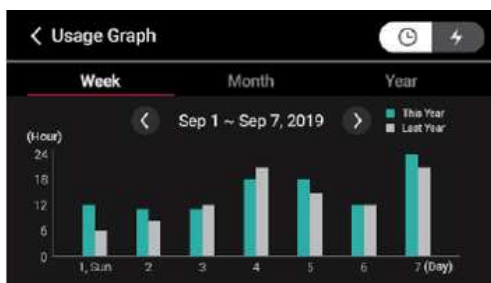 Usage Graph
Week Month Year
Sep 1 ~ Sep 7, 2019
This Year
Last Year
(Hour)
24
18
12
6
0
1, Sun 2 3 4 5 6 7 (Day)